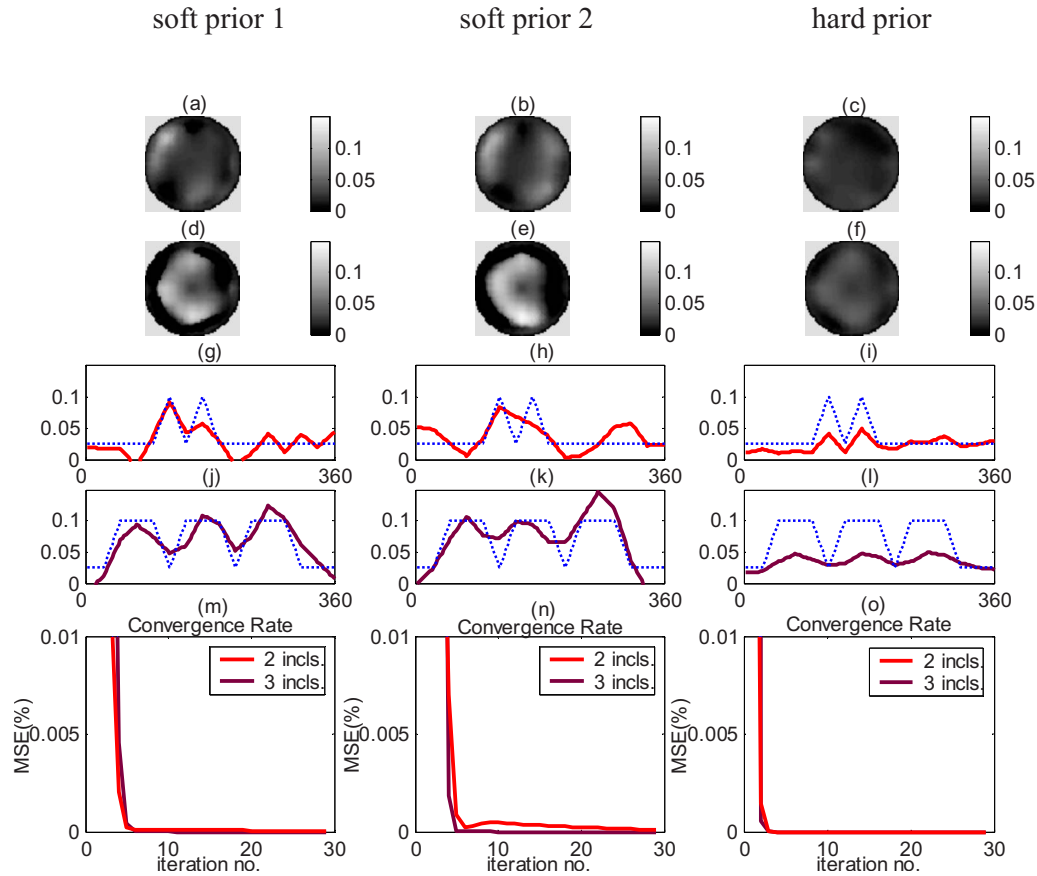 soft prior 1 soft prior 2 hard prior
(a) (b) (c)
0.1 0.1 0.1
0.05 0.05 0.05
0 0 0
(d) (e) (f)
0.1 0.1 0.1
0.05 0.05 0.05
0 0 0
(g) (h) (i)
0.1 0.1 0.1
0.05 0.05 0.05
0 0 0
0 360 0 360 0 360
(j) (k) (l)
0.1 0.1 0.1
0.05 0.05 0.05
0 0 0
0 360 0 360 0 360
(m) (n) (o)
Convergence Rate Convergence Rate Convergence Rate
0.01 0.01 0.01
2 incls. 2 incls. 2 incls.
3 incls. 3 incls. 3 incls.
MSE(%) MSE(%) MSE(%)
0.005 0.005 0.005
0 0 0
0 10 20 30 0 10 20 30 0 10 20 30
iteration no. iteration no. iteration no.